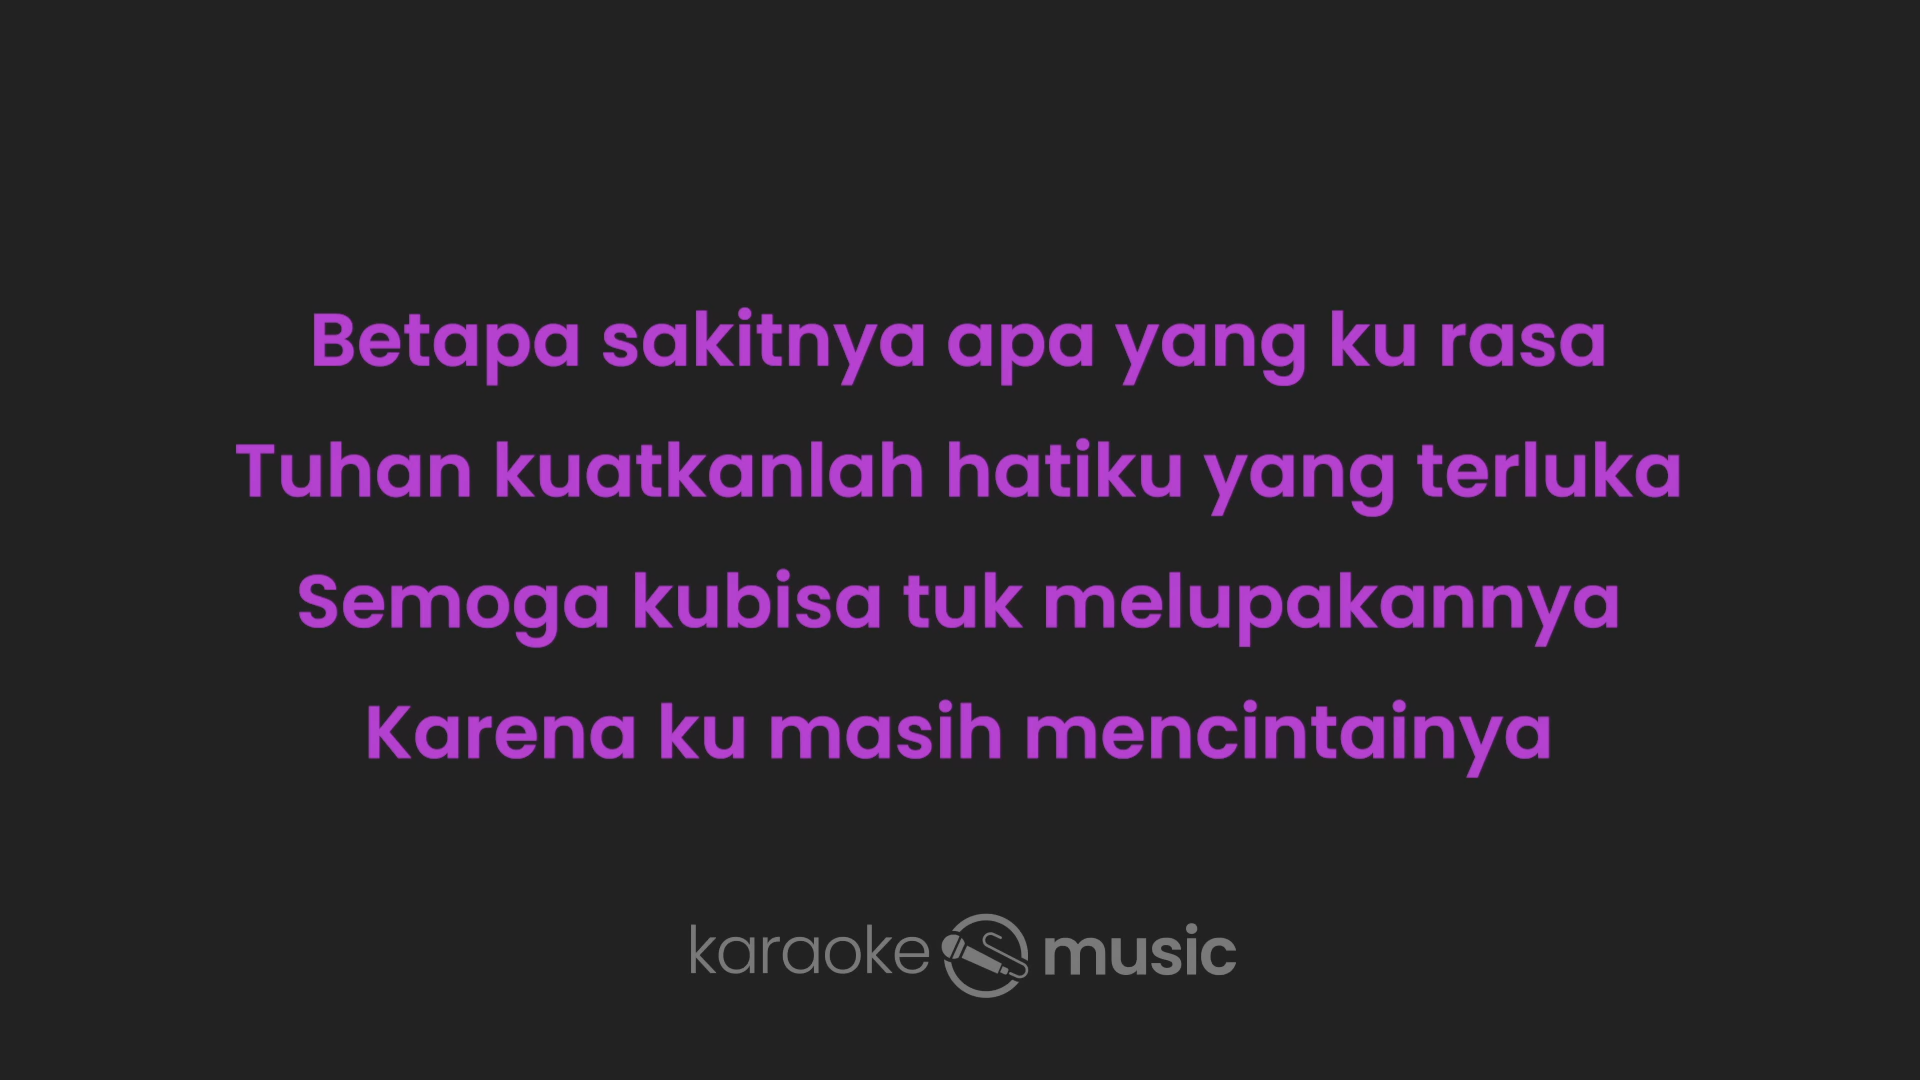 Betapa sakitnya apa yang ku rasa
Tuhan kuatkanlah hatiku yang terluka
Semoga kubisa tuk melupakannya
Karena ku masih mencintainya
karaoke music